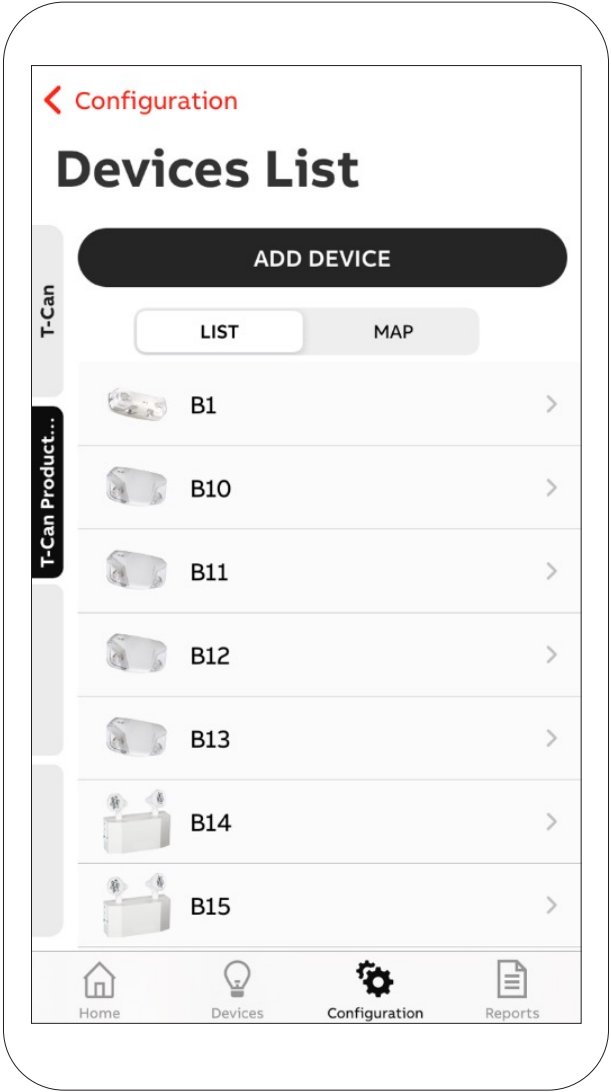 Configuration
Devices List
ADD DEVICE
T-Can
LIST
MAP
T-Can Product...
B1
B10
B11
B12
B13
B14
B15
Home
Devices
Configuration
Reports